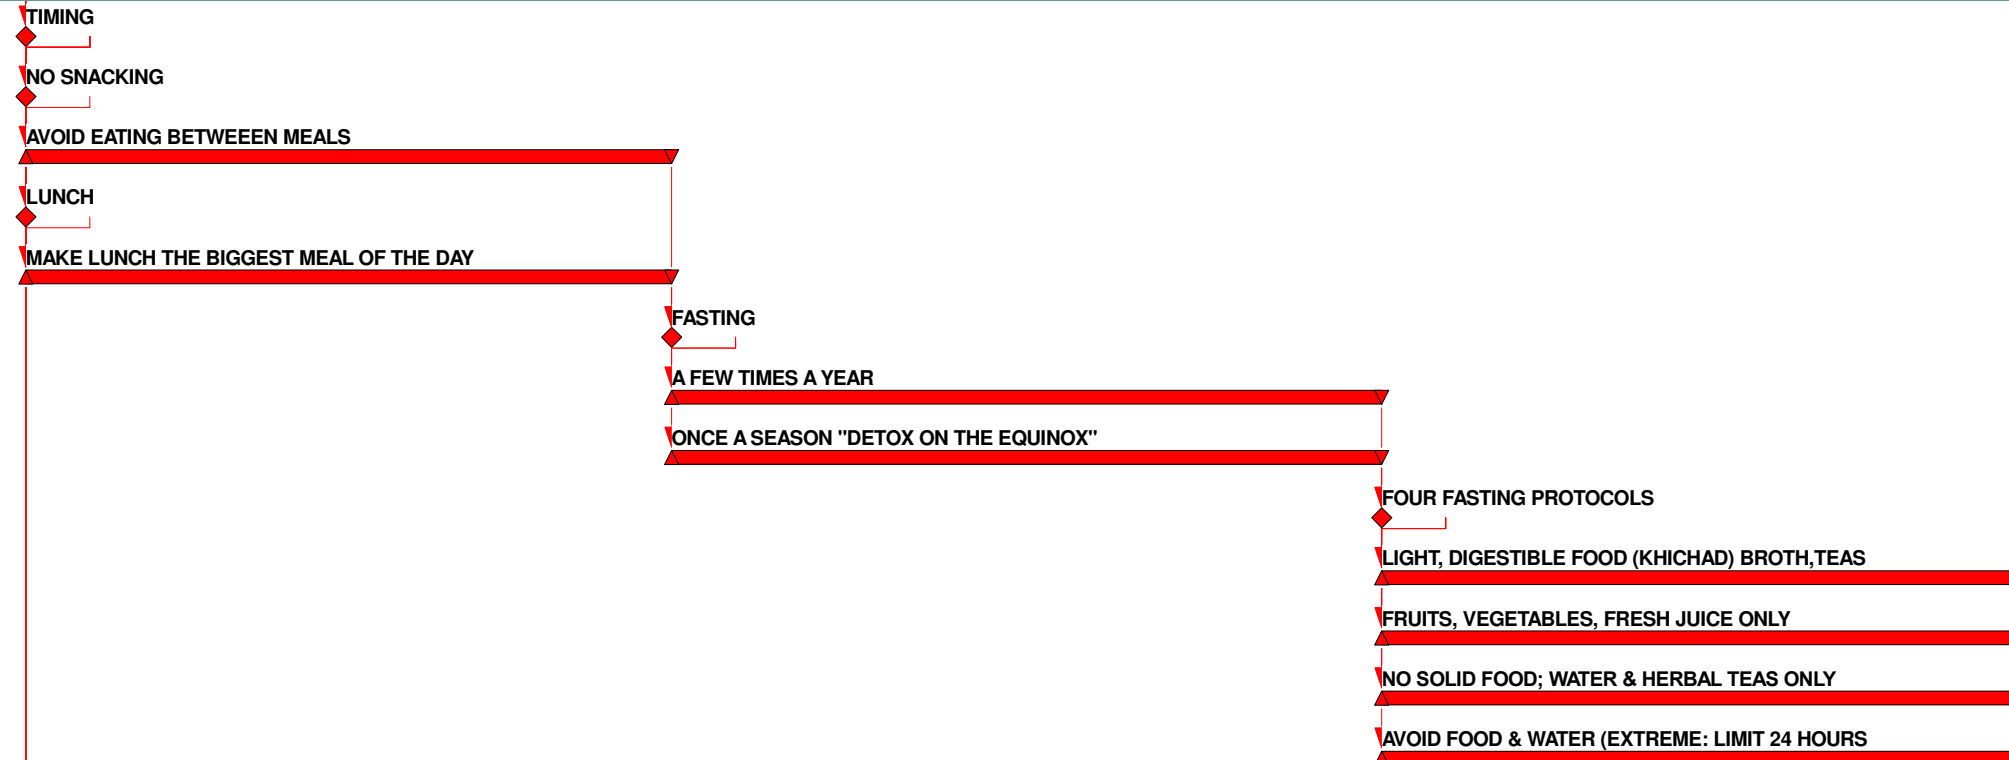 TIMING
NO SNACKING
AVOID EATING BETWEEEN MEALS
LUNCH
MAKE LUNCH THE BIGGEST MEAL OF THE DAY
FASTING
A FEW TIMES A YEAR
ONCE A SEASON "DETOX ON THE EQUINOX"
FOUR FASTING PROTOCOLS
LIGHT, DIGESTIBLE FOOD (KHICHAD) BROTH,TEAS
FRUITS, VEGETABLES, FRESH JUICE ONLY
NO SOLID FOOD; WATER & HERBAL TEAS ONLY
AVOID FOOD & WATER (EXTREME: LIMIT 24 HOURS